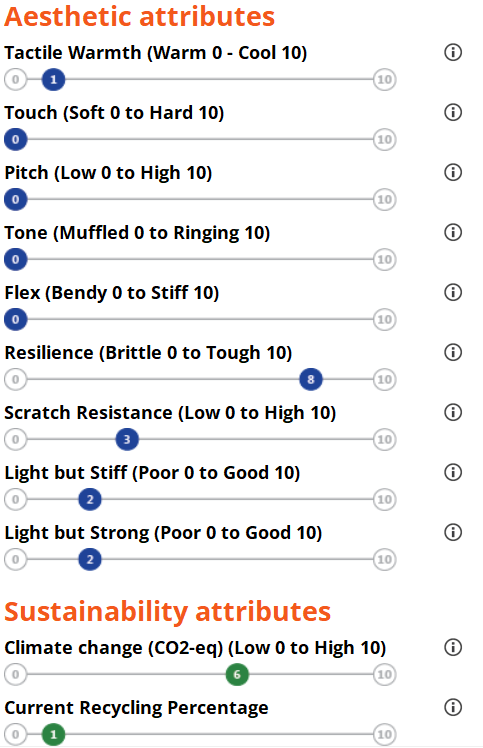 Aesthetic attributes
Tactile Warmth (Warm 0 - Cool 10)
0 1 10
Touch (Soft 0 to Hard 10)
0 10
Pitch (Low 0 to High 10)
0 10
Tone (Muffled 0 to Ringing 10)
0 10
Flex (Bendy 0 to Stiff 10)
0 10
Resilience (Brittle 0 to Tough 10)
0 8 10
Scratch Resistance (Low 0 to High 10)
0 3 10
Light but Stiff (Poor 0 to Good 10)
0 2 10
Light but Strong (Poor 0 to Good 10)
0 2 10
Sustainability attributes
Climate change (CO2-eq) (Low 0 to High 10)
0 6 10
Current Recycling Percentage
0 1 10